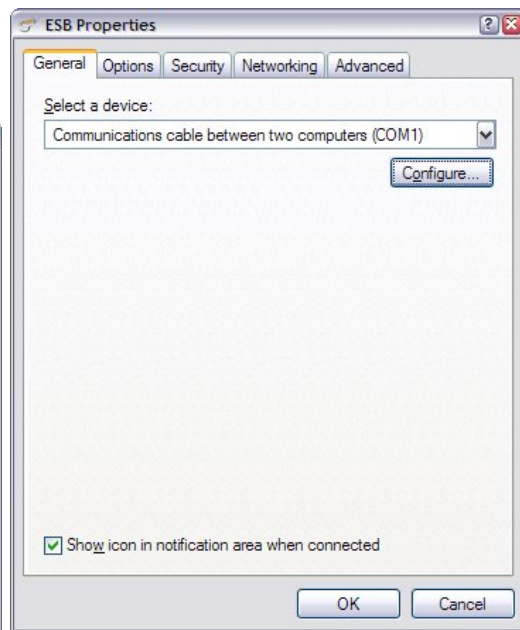 ESB Properties
General Options Security Networking Advanced
Select a device:
Communications cable between two computers (COM1)
Configure...
Show icon in notification area when connected
OK Cancel